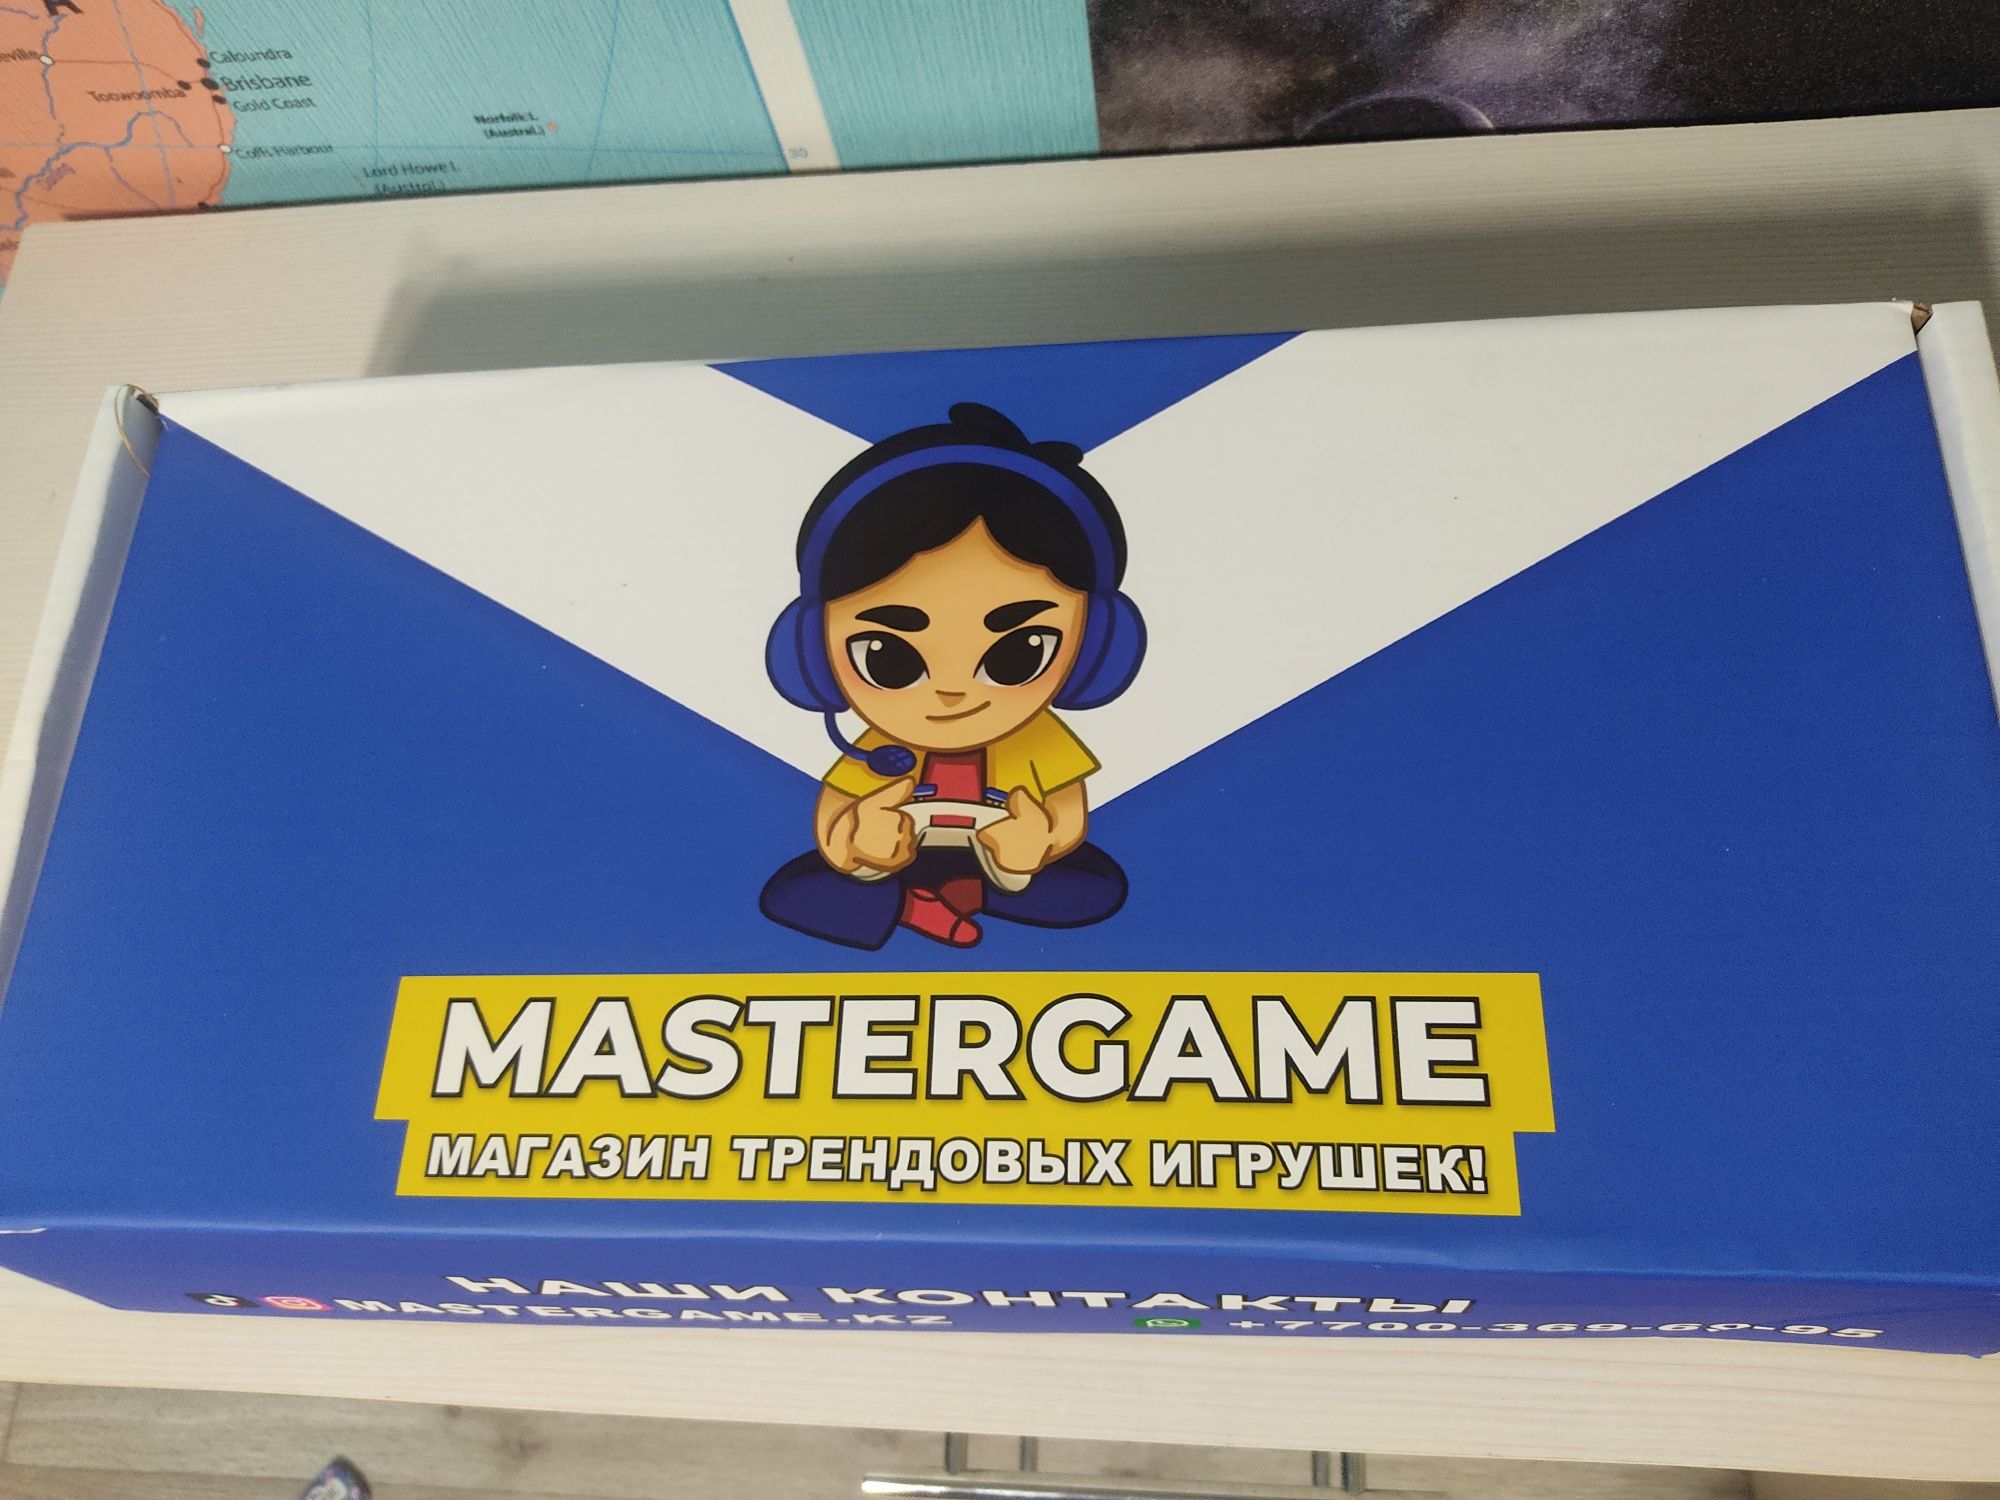 Caloundra
Brisbane
Toowoomba
Gold Coast
Norfolk I.
(Austral.)
Coffs Harbour
Lord Howe I.
(Austral.)
30
MASTERGAME
МАГАЗИН ТРЕНДОВЫХ ИГРУШЕК!
НАШИ КОНТАКТЫ
MASTERGAME.KZ
+7700-369-69-95